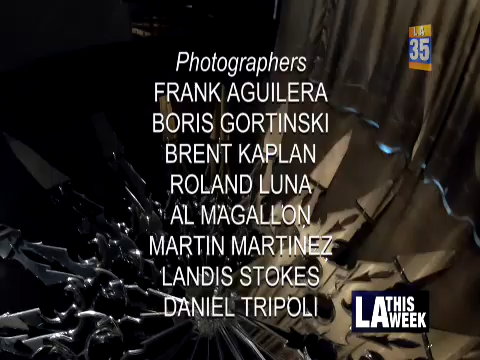 LA
35
Photographers
FRANK AGUILERA
BORIS GORTINSKI
BRENT KAPLAN
ROLAND LUNA
AL MAGALLON
MARTIN MARTINEZ
LANDIS STOKES
DANIEL TRIPOLI
LA THIS WEEK